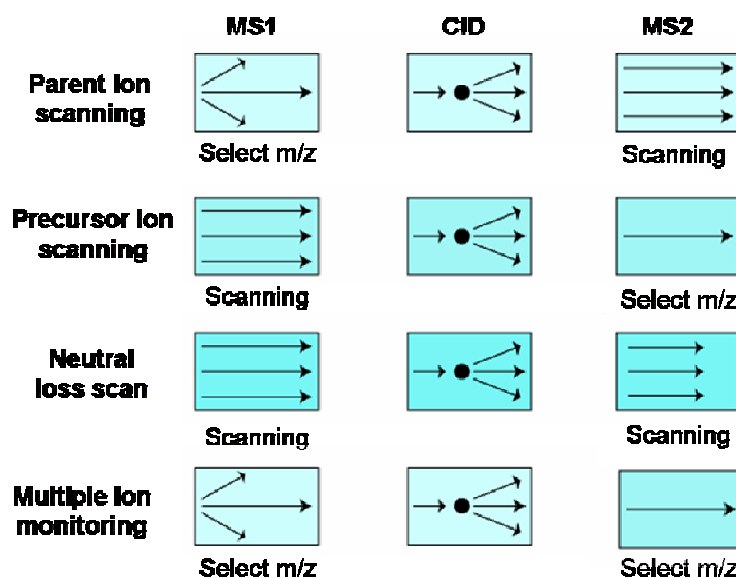 MS1 CID MS2
Parent Ion
scanning
Select m/z Scanning
Precursor Ion
scanning
Scanning Select m/z
Neutral
loss scan
Scanning Scanning
Multiple Ion
monitoring
Select m/z Select m/z